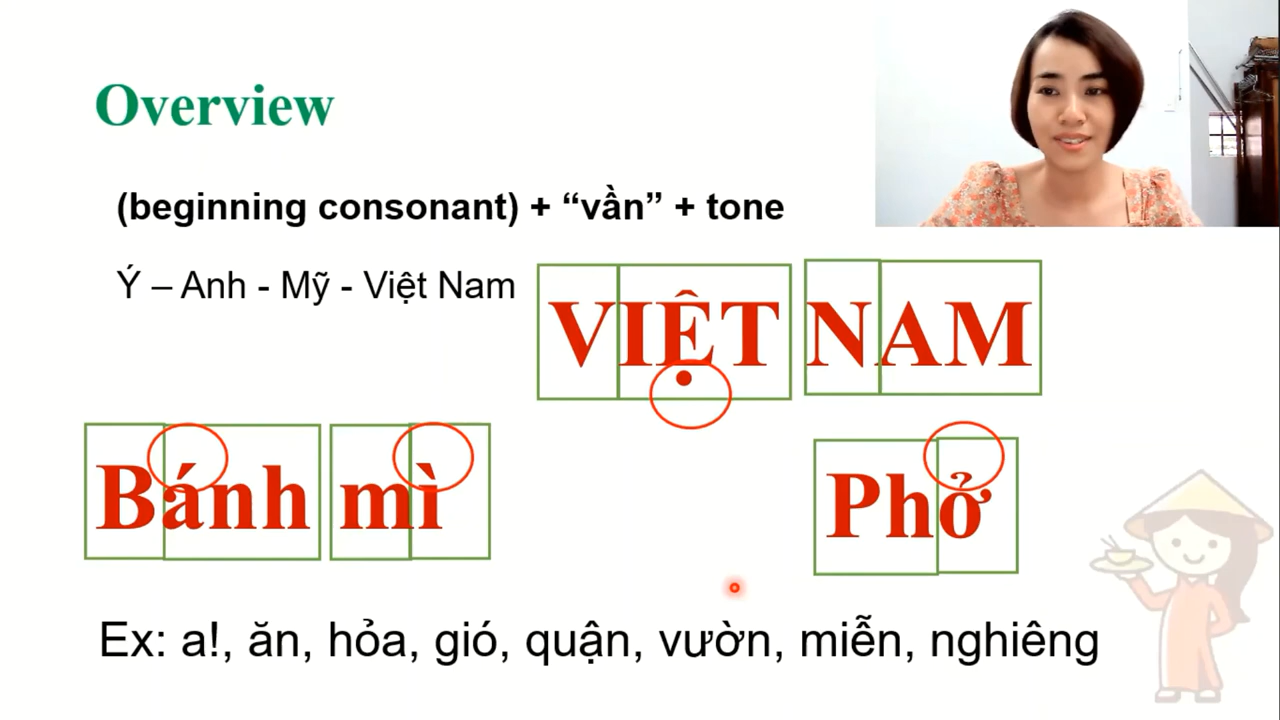 Overview
(beginning consonant) + “vần” + tone
Ý – Anh - Mỹ - Việt Nam
VIỆT NAM
Bánh mì
Phở
Ex: a!, ăn, hỏa, gió, quận, vườn, miễn, nghiêng